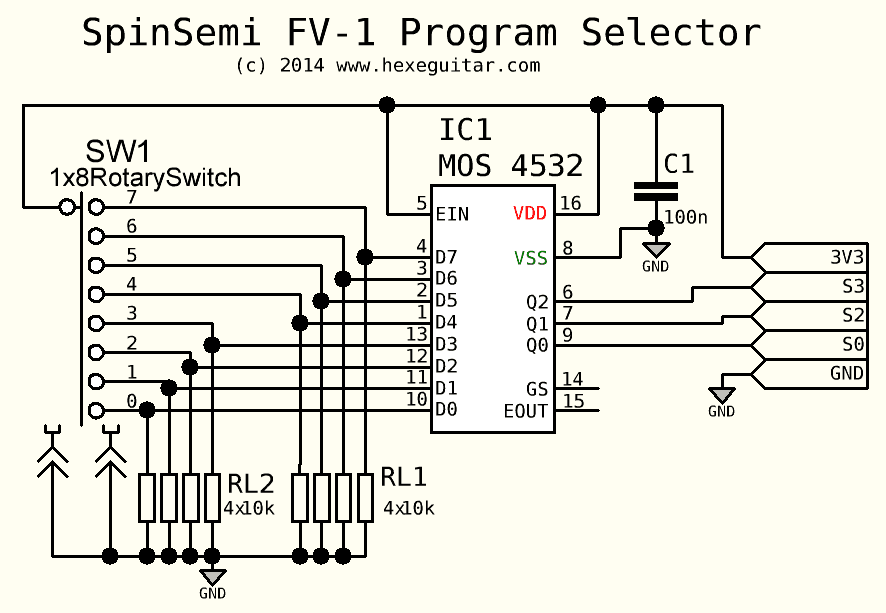 SpinSemi FV-1 Program Selector
(c) 2014 www.hexeguitar.com
IC1
MOS 4532
SW1
1x8RotarySwitch
C1
100n
GND
7
6
5
4
3
2
1
0
5 EIN VDD 16
4 D7 VSS 8
3 D6
2 D5 Q2 6
1 D4 Q1 7
13 D3 Q0 9
12 D2
11 D1 GS 14
10 D0 EOUT 15
3V3
S3
S2
S0
GND
GND
RL2
4x10k
RL1
4x10k
GND